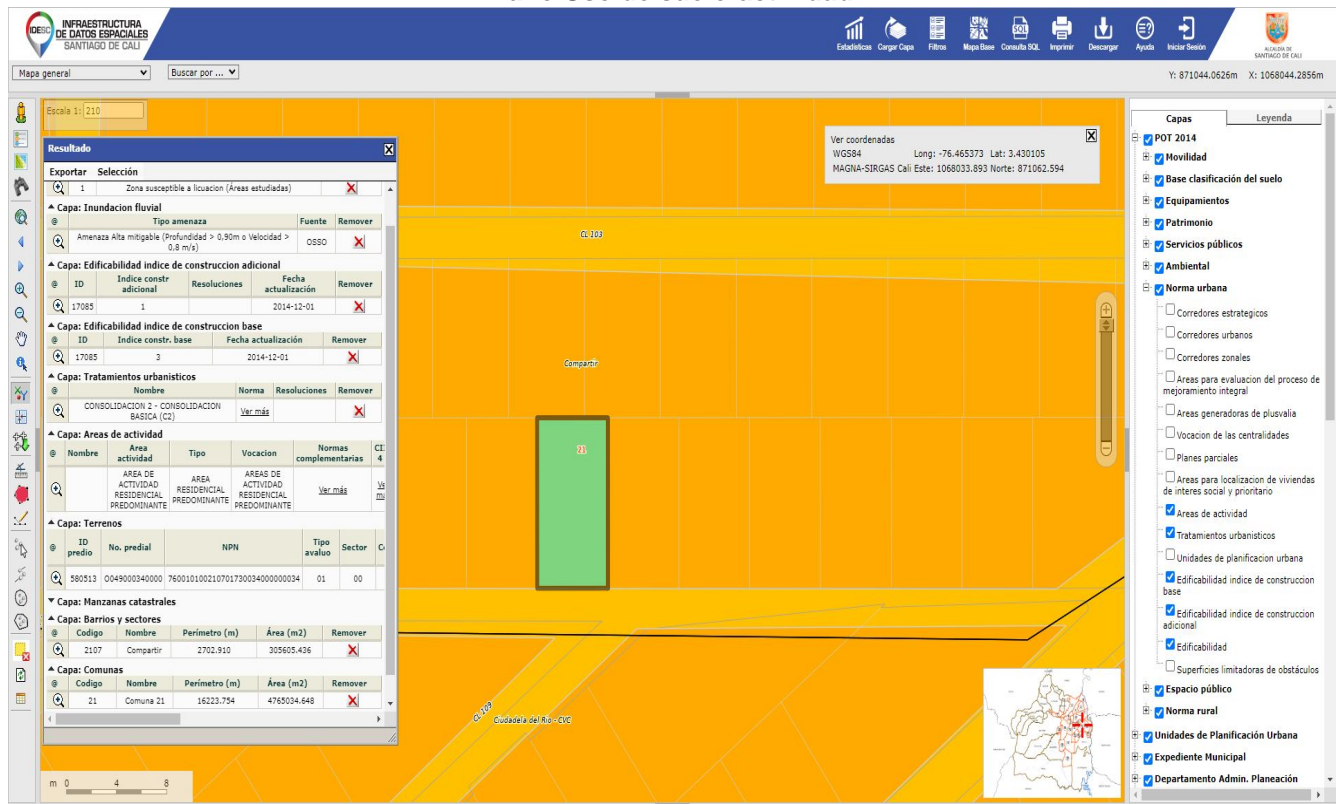 IDESC
INFRAESTRUCTURA
DE DATOS
ESPACIALES
SANTIAGO DE CALI
Estadísticas Cargar Capa Filtros Mapa Base Consulta SQL Imprimir Descargar Ayuda Iniciar Sesión
SQL
ALCALDÍA DE
SANTIAGO DE CALI
Mapa general Buscar por ...
Y: 871044.0626m X: 1068044.2856m
Escala 1: 210
Resultado
Exportar Selección
1 Zona susceptible a licuacion (Áreas estudiadas)
Capa: Inundacion fluvial
@ Tipo amenaza Fuente Remover
Amenaza Alta mitigable (Profundidad > 0,90m o Velocidad > 0,8 m/s) OSSO
Capa: Edificabilidad indice de construccion adicional
@ ID Indice constr adicional Resoluciones Fecha actualización Remover
17085 1 2014-12-01
Capa: Edificabilidad indice de construccion base
@ ID Indice constr. base Fecha actualización Remover
17085 3 2014-12-01
Capa: Tratamientos urbanisticos
@ Nombre Norma Resoluciones Remover
CONSOLIDACION 2 - CONSOLIDACION BASICA (C2) Ver más
Capa: Areas de actividad
@ Nombre Area actividad Tipo Vocacion Normas complementarias
AREA DE ACTIVIDAD RESIDENCIAL PREDOMINANTE AREA RESIDENCIAL PREDOMINANTE AREAS DE ACTIVIDAD RESIDENCIAL PREDOMINANTE Ver más
Capa: Terrenos
@ ID predio No. predial NPN Tipo avaluo Sector
580513 O049000340000 760010100210701730034000000034 01 00
Capa: Manzanas catastrales
Capa: Barrios y sectores
@ Codigo Nombre Perímetro (m) Área (m2) Remover
2107 Compartir 2702.910 305605.436
Capa: Comunas
@ Codigo Nombre Perímetro (m) Área (m2) Remover
21 Comuna 21 16223.754 4765034.648
Ver coordenadas
WGS84 Long: -76.465373 Lat: 3.430105
MAGNA-SIRGAS Cali Este: 1068033.893 Norte: 871062.594
CL 103
Compartir
21
CL 109
Ciudadela del Río - CVC
m 0 4 8
Capas Leyenda
POT 2014
Movilidad
Base clasificación del suelo
Equipamientos
Patrimonio
Servicios públicos
Ambiental
Norma urbana
Corredores estrategicos
Corredores urbanos
Corredores zonales
Areas para evaluacion del proceso de
mejoramiento integral
Areas generadoras de plusvalia
Vocacion de las centralidades
Planes parciales
Areas para localizacion de viviendas
de interes social y prioritario
Areas de actividad
Tratamientos urbanisticos
Unidades de planificacion urbana
Edificabilidad indice de construccion
base
Edificabilidad indice de construccion
adicional
Edificabilidad
Superficies limitadoras de obstáculos
Espacio público
Norma rural
Unidades de Planificación Urbana
Expediente Municipal
Departamento Admin. Planeación